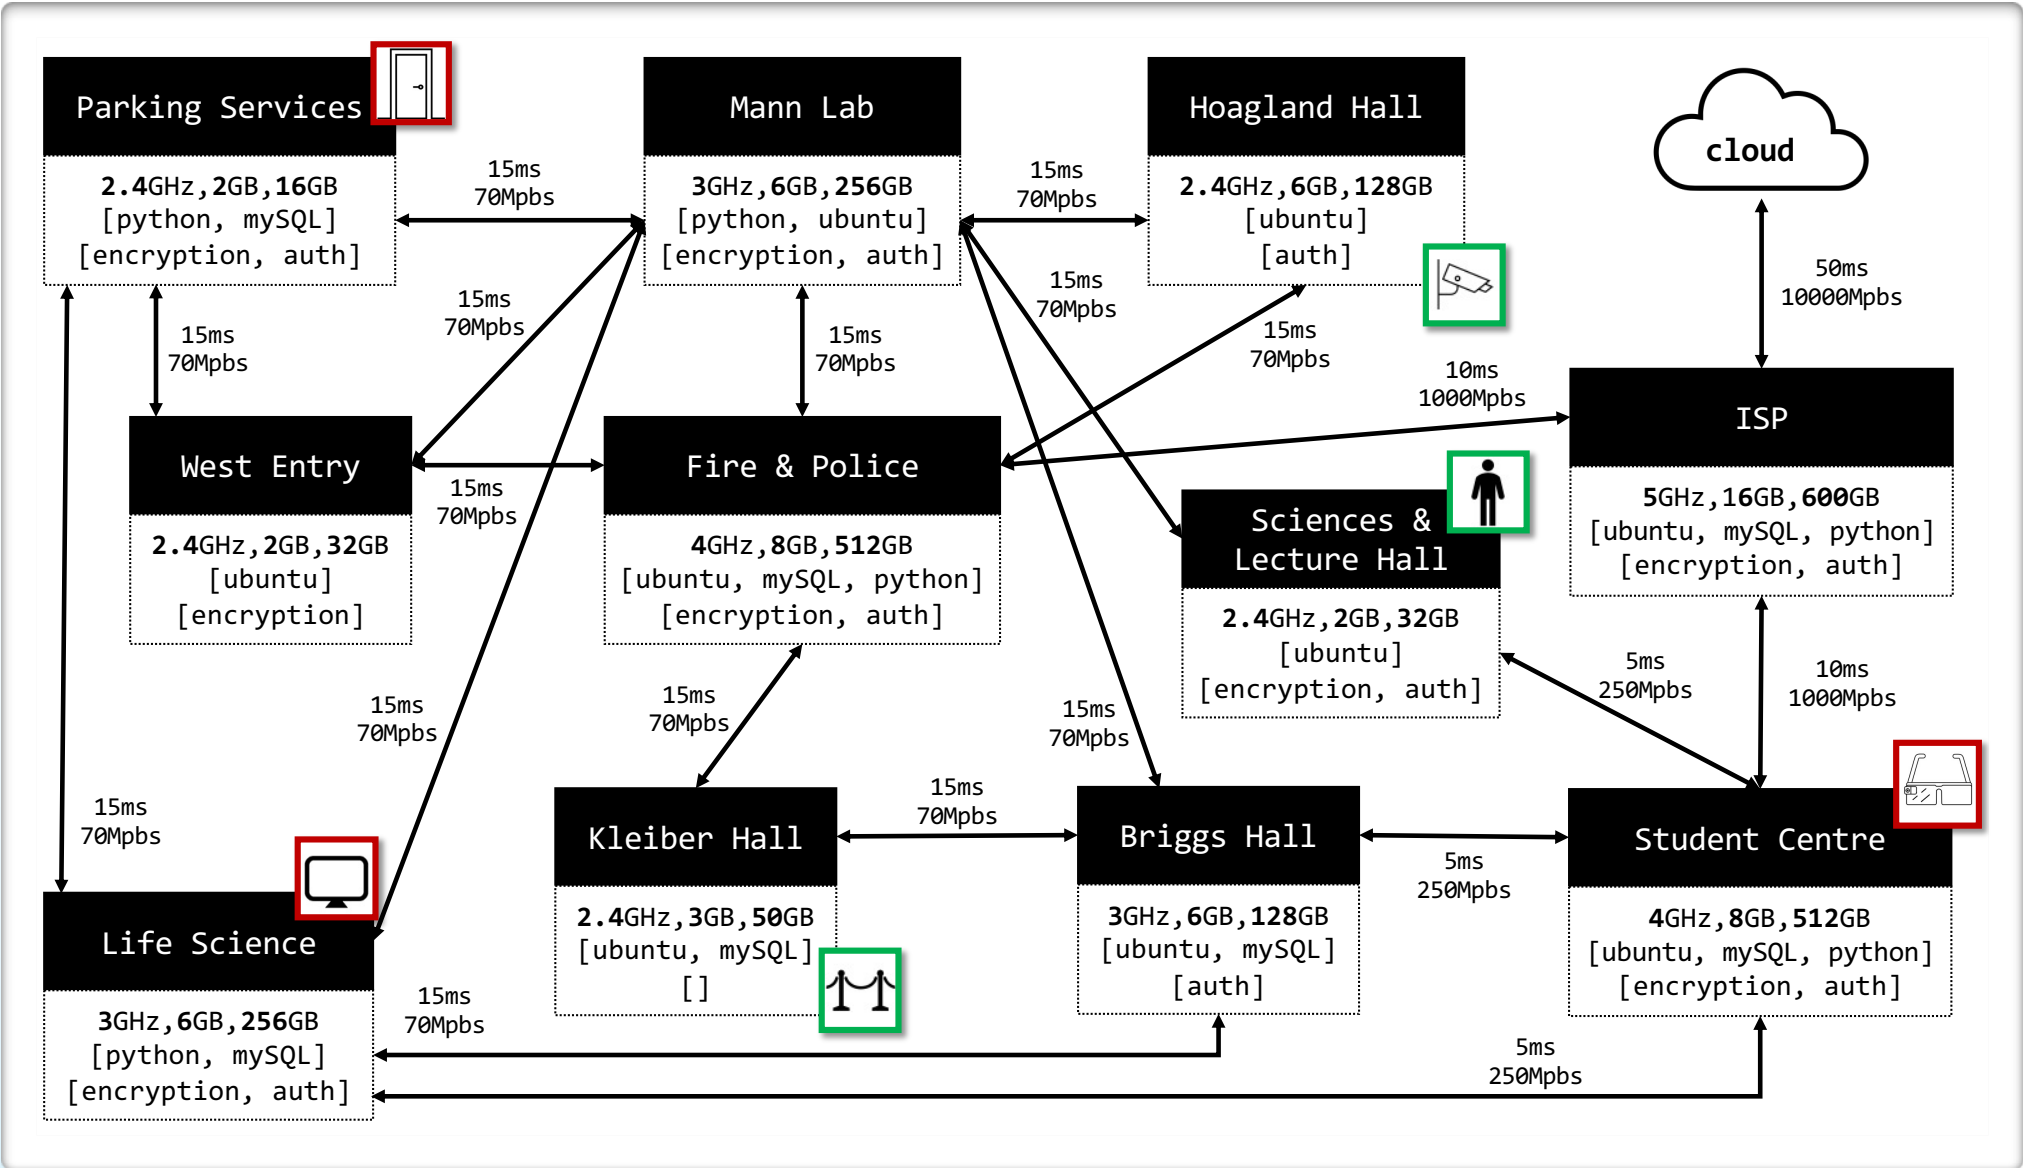 Parking Services
2.4GHz,2GB,16GB
[python, mySQL]
[encryption, auth]
15ms
70Mpbs
Mann Lab
3GHz,6GB,256GB
[python, ubuntu]
[encryption, auth]
15ms
70Mpbs
Hoagland Hall
2.4GHz,6GB,128GB
[ubuntu]
[auth]
cloud
50ms
10000Mpbs
15ms
70Mpbs
15ms
70Mpbs
15ms
70Mpbs
15ms
70Mpbs
15ms
70Mpbs
10ms
1000Mpbs
West Entry
2.4GHz,2GB,32GB
[ubuntu]
[encryption]
15ms
70Mpbs
Fire & Police
4GHz,8GB,512GB
[ubuntu, mySQL, python]
[encryption, auth]
Sciences &
Lecture Hall
2.4GHz,2GB,32GB
[ubuntu]
[encryption, auth]
ISP
5GHz,16GB,600GB
[ubuntu, mySQL, python]
[encryption, auth]
15ms
70Mpbs
15ms
70Mpbs
15ms
70Mpbs
5ms
250Mpbs
10ms
1000Mpbs
15ms
70Mpbs
Life Science
3GHz,6GB,256GB
[python, mySQL]
[encryption, auth]
15ms
70Mpbs
Kleiber Hall
2.4GHz,3GB,50GB
[ubuntu, mySQL]
[]
15ms
70Mpbs
Briggs Hall
3GHz,6GB,128GB
[ubuntu, mySQL]
[auth]
5ms
250Mpbs
Student Centre
4GHz,8GB,512GB
[ubuntu, mySQL, python]
[encryption, auth]
5ms
250Mpbs